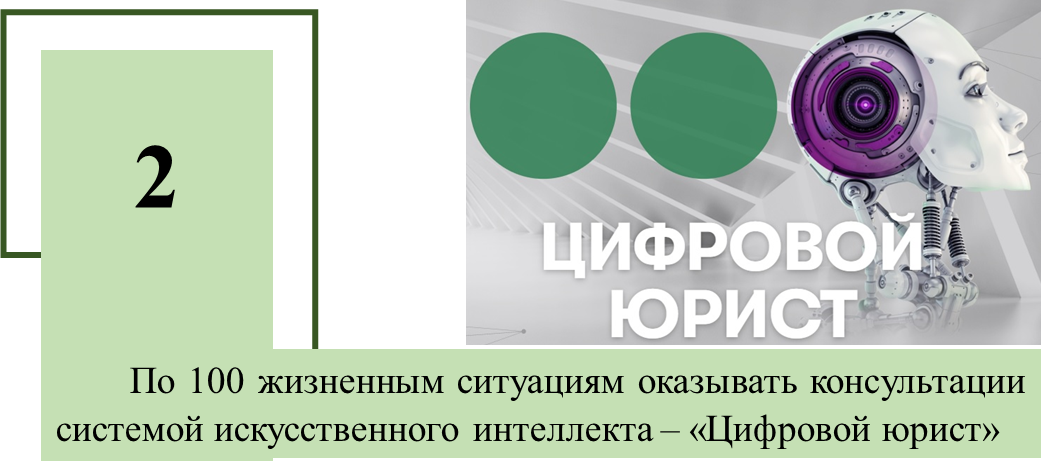 2
ЦИФРОВОЙ
ЮРИСТ
По 100 жизненным ситуациям оказывать консультации
системой искусственного интеллекта – «Цифровой юрист»